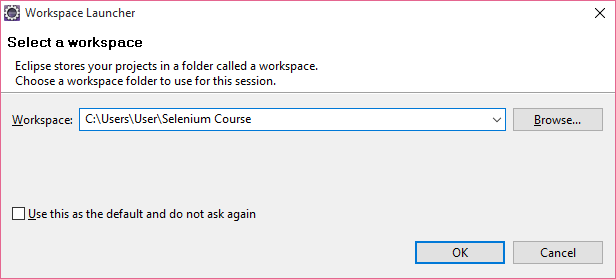 Workspace Launcher
Select a workspace
Eclipse stores your projects in a folder called a workspace.
Choose a workspace folder to use for this session.
Workspace: C:\Users\User\Selenium Course Browse...
Use this as the default and do not ask again
OK Cancel